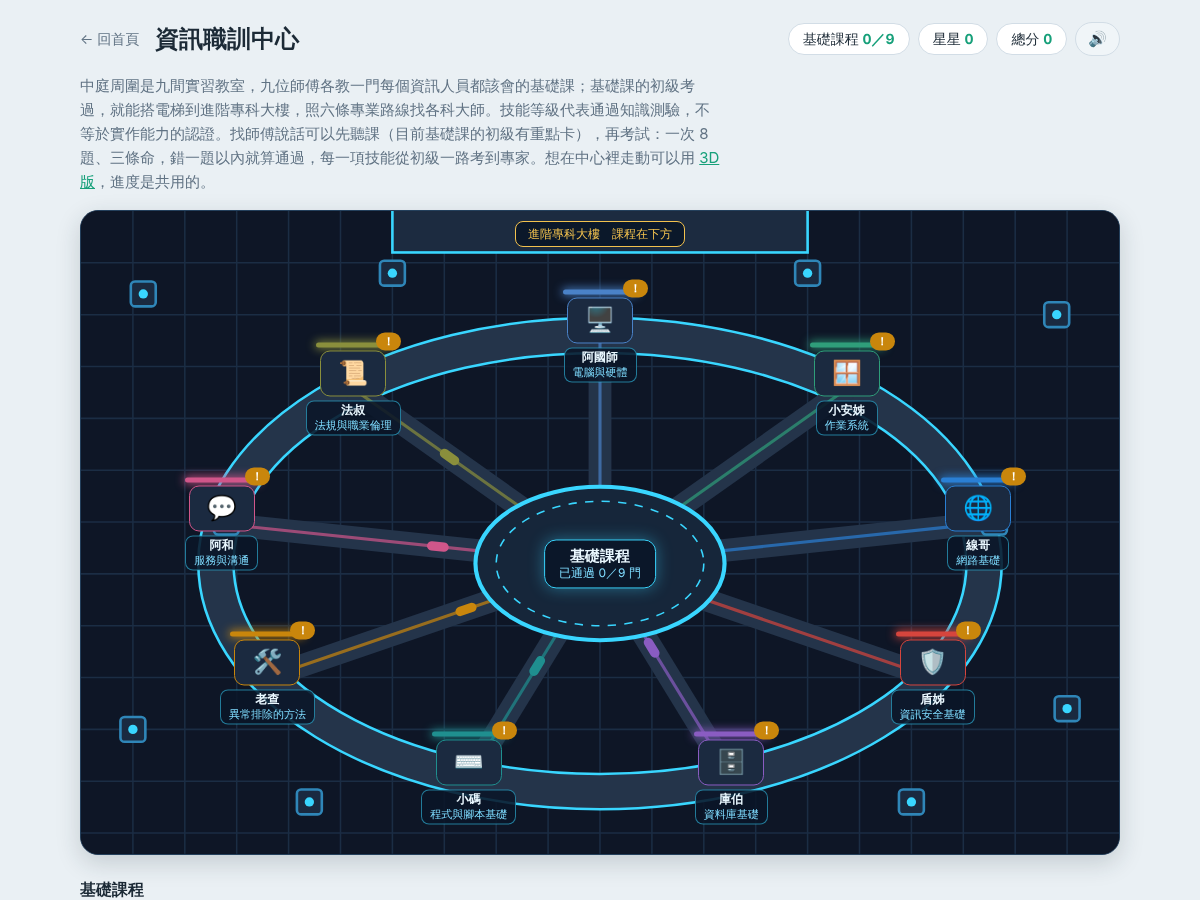 ← 回首頁 資訊職訓中心 基礎課程 0／9 星星 0 總分 0
中庭周圍是九間實習教室，九位師傅各教一門每個資訊人員都該會的基礎課；基礎課的初級考
過，就能搭電梯到進階專科大樓，照六條專業路線找各科大師。技能等級代表通過知識測驗，不
等於實作能力的認證。找師傅說話可以先聽課（目前基礎課的初級有重點卡），再考試：一次 8
題、三條命，錯一題以內就算通過，每一項技能從初級一路考到專家。想在中心裡走動可以用 3D
版，進度是共用的。
進階專科大樓 課程在下方
!
阿國師
電腦與硬體
!
法叔
法規與職業倫理
!
小安姊
作業系統
!
阿和
服務與溝通
!
線哥
網路基礎
基礎課程
已通過 0／9 門
!
老查
異常排除的方法
!
盾姊
資訊安全基礎
!
小碼
程式與腳本基礎
!
庫伯
資料庫基礎
基礎課程